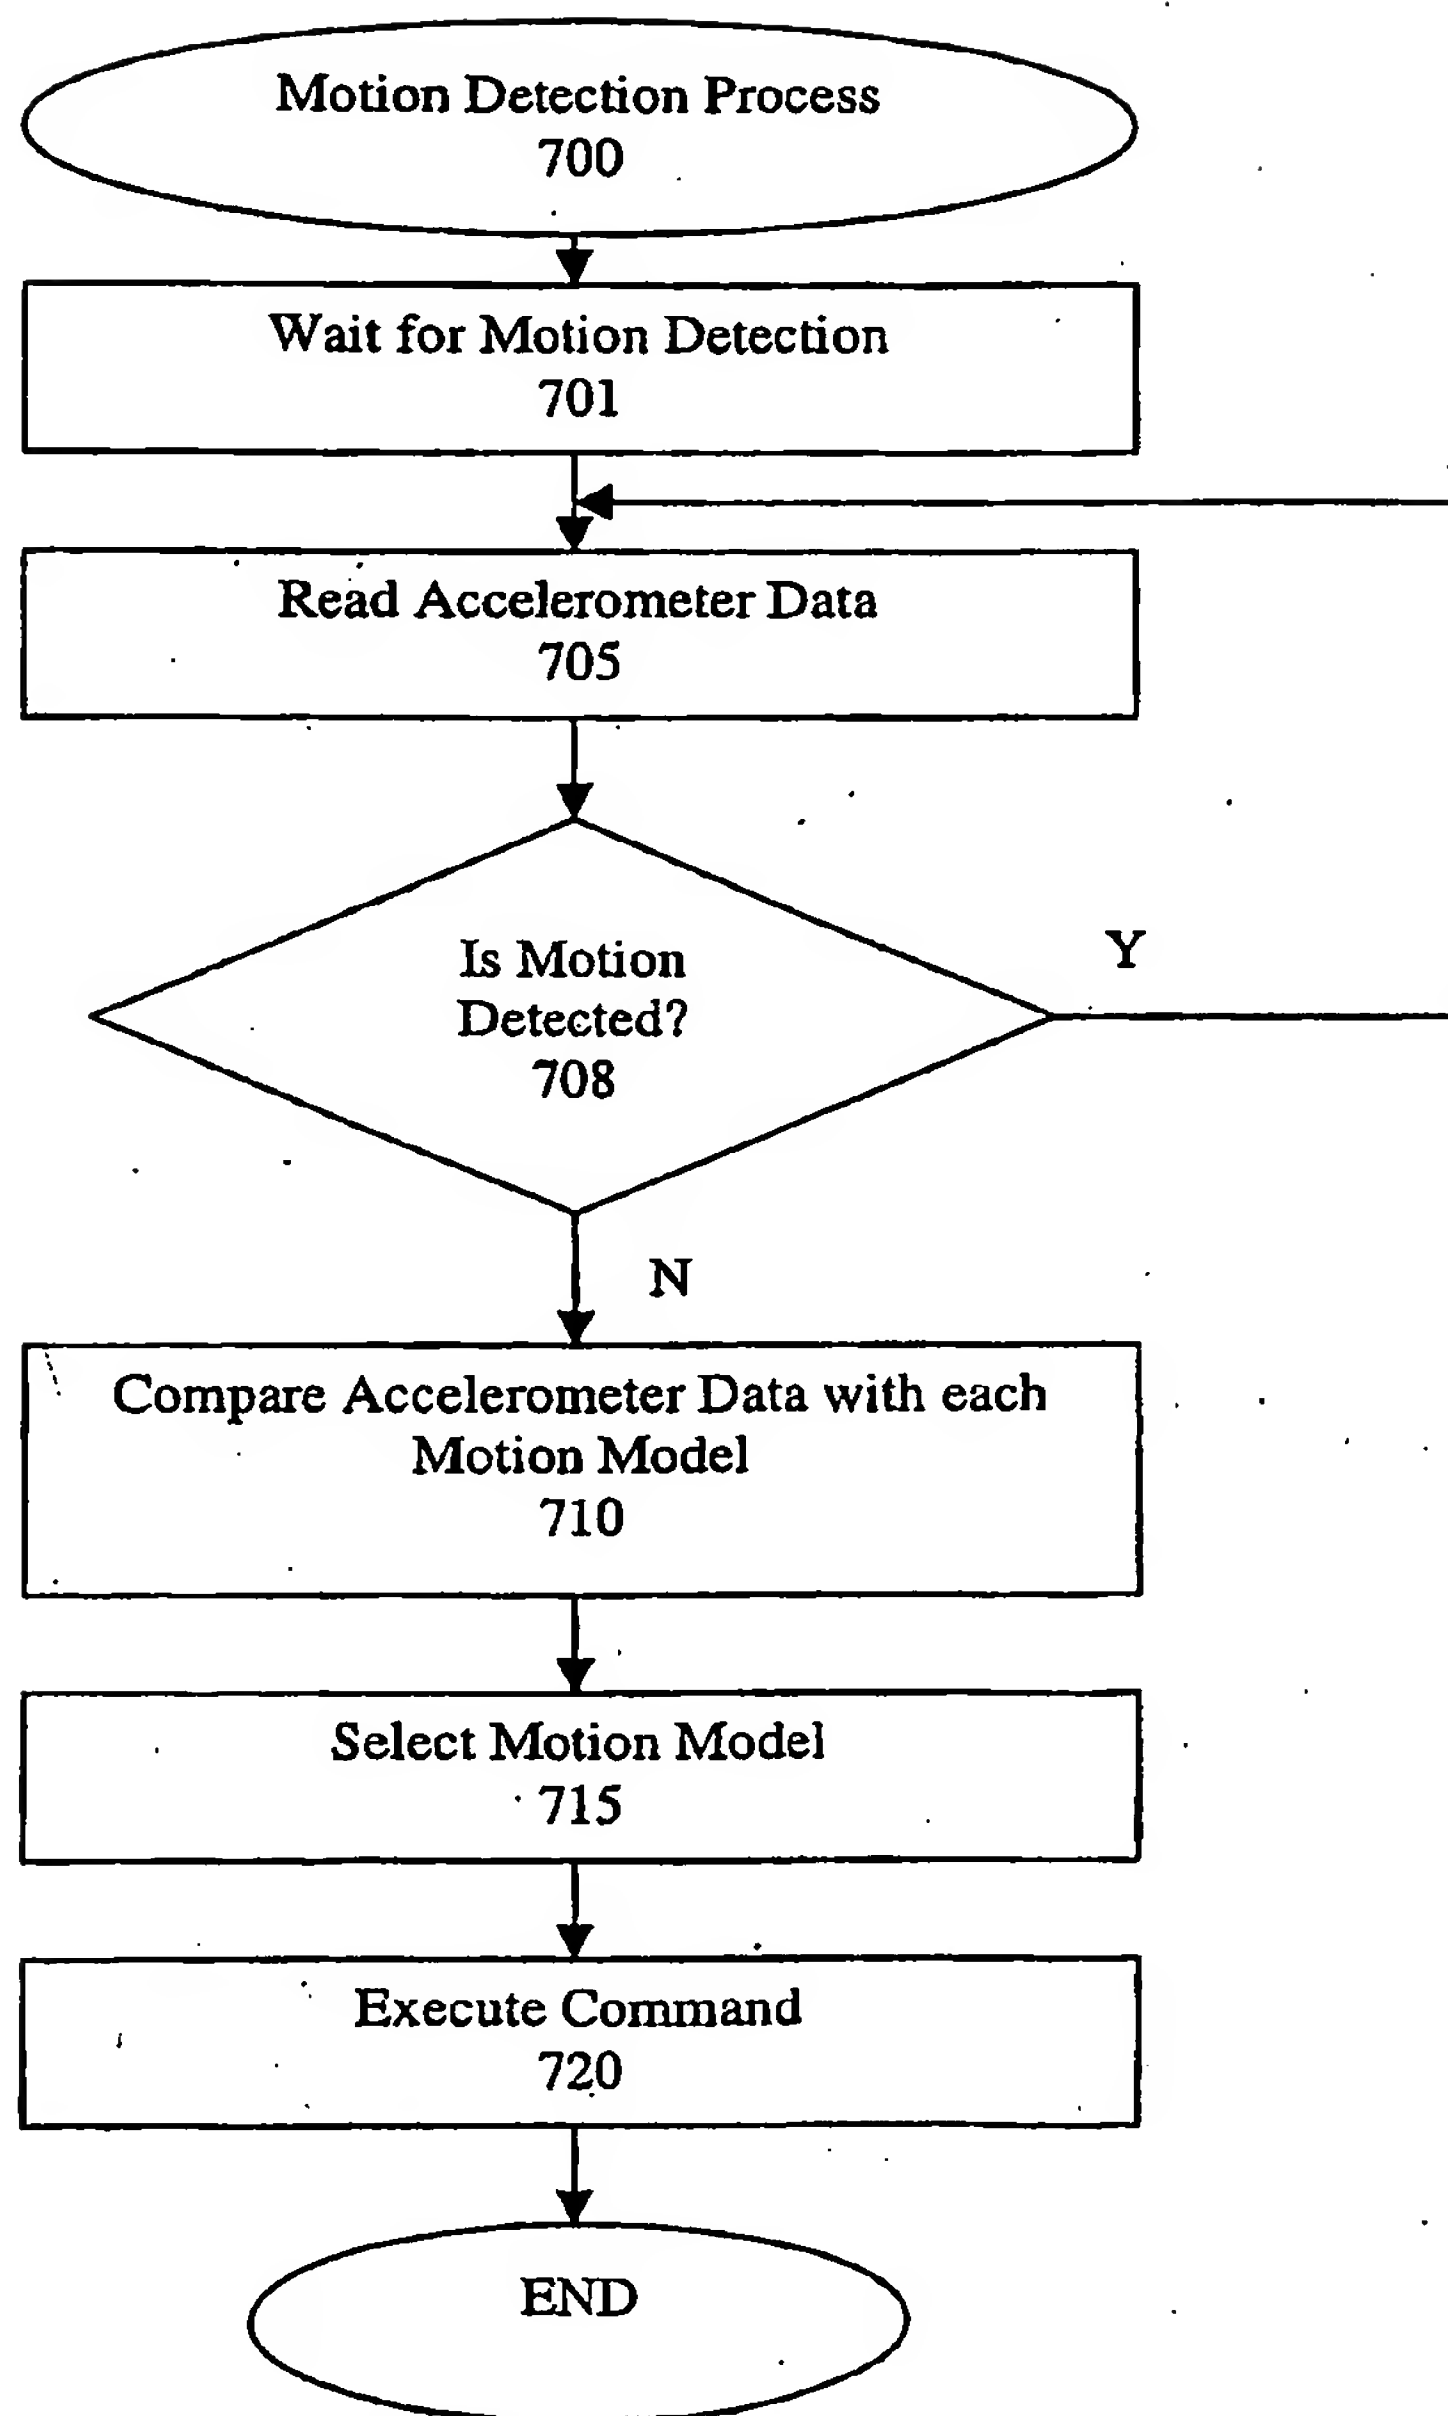 Motion Detection Process
700
Wait for Motion Detection
701
Read Accelerometer Data
705
Is Motion
Detected?
708
Y
N
Compare Accelerometer Data with each
Motion Model
710
Select Motion Model
715
Execute Command
720
END